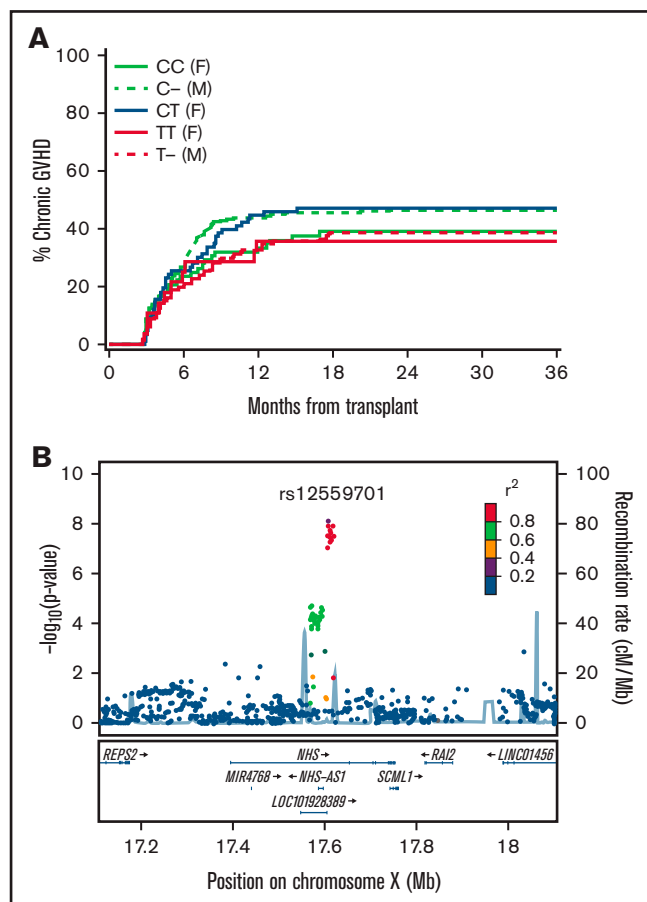 A
100
80
60
40
20
0
% Chronic GVHD
CC (F)
C– (M)
CT (F)
TT (F)
T– (M)
0 6 12 18 24 30 36
Months from transplant
B
10
8
6
4
2
0
–log10(p-value)
rs12559701
r2
0.8
0.6
0.4
0.2
100
80
60
40
20
0
Recombination rate (cM/Mb)
REPS2→ NHS→ ←RAI2 ←LINC01456
MIR4768→ ←NHS–AS1 SCML1→
LOC101928389→
17.2 17.4 17.6 17.8 18
Position on chromosome X (Mb)